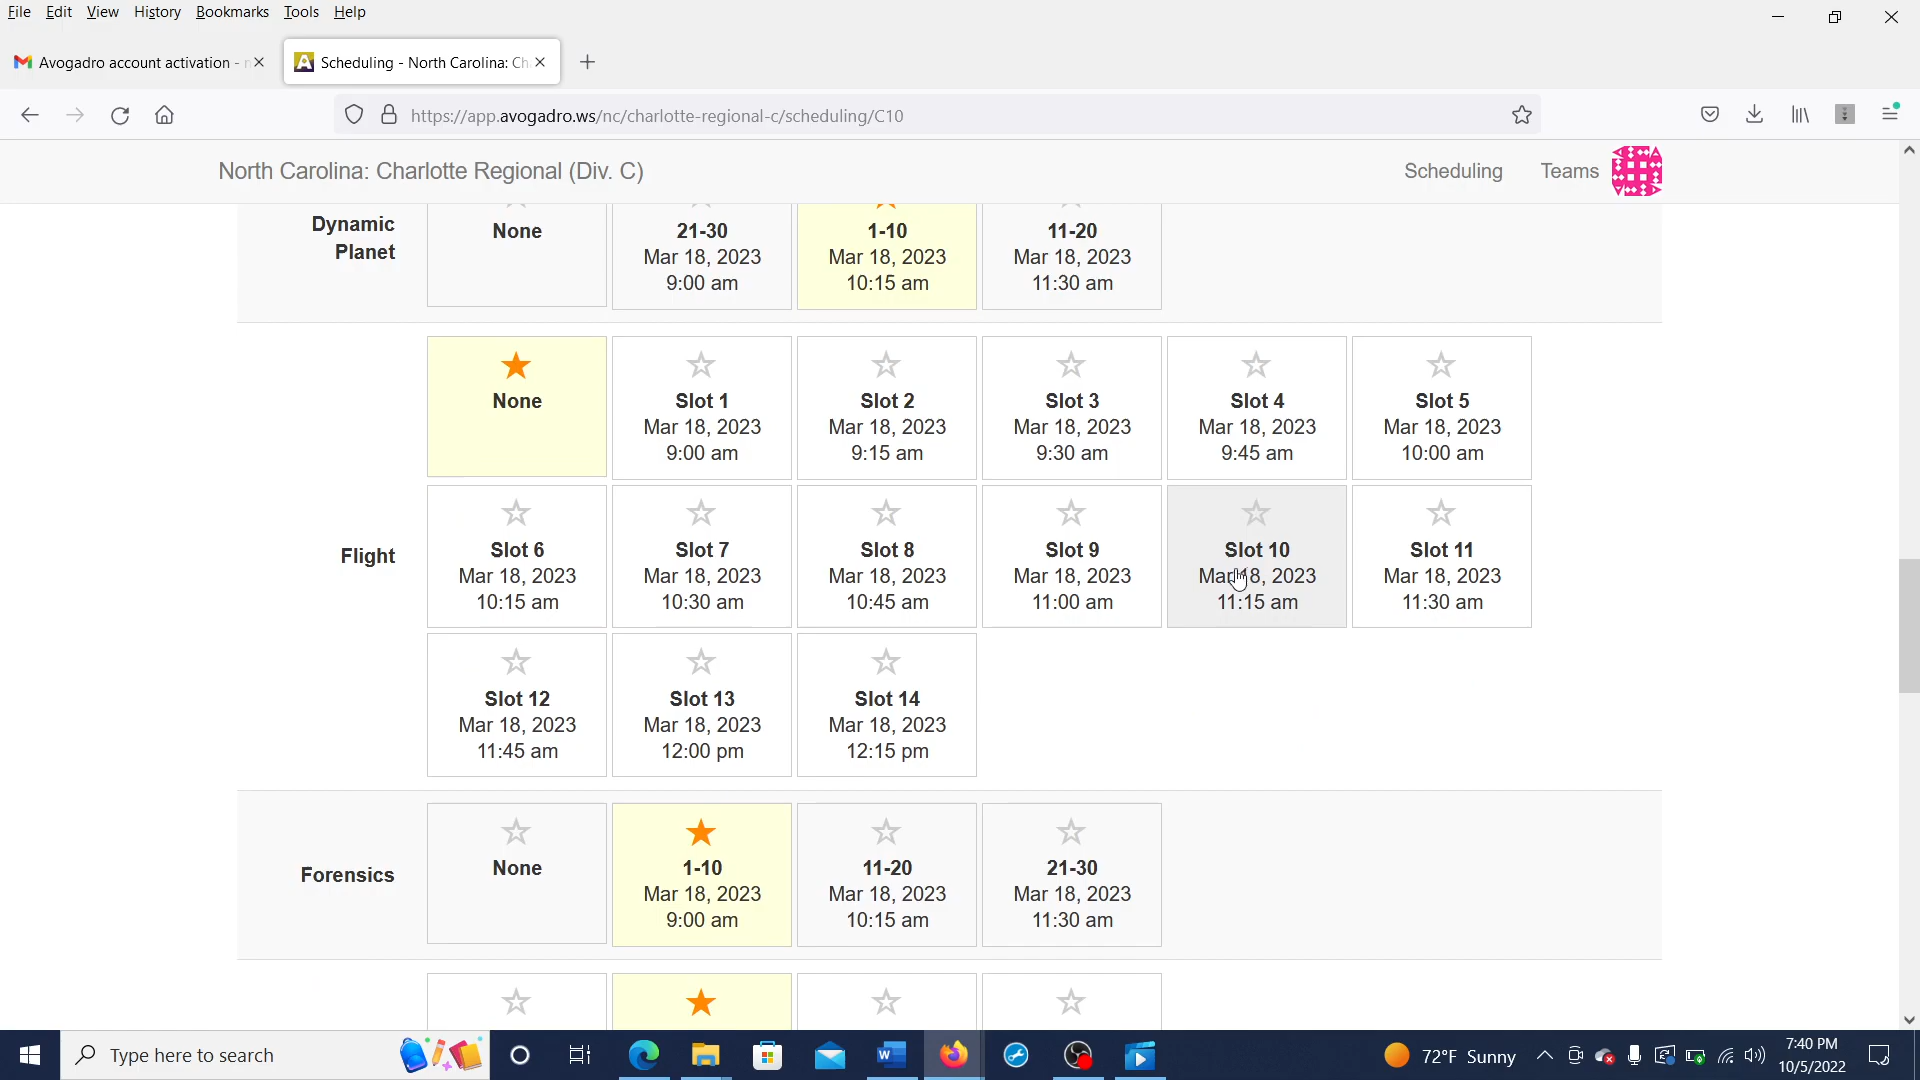 File Edit View History Bookmarks Tools Help
Avogadro account activation -
Scheduling - North Carolina: Ch
https://app.avogadro.ws/nc/charlotte-regional-c/scheduling/C10
North Carolina: Charlotte Regional (Div. C)
Scheduling Teams
Dynamic
Planet
None
21-30
Mar 18, 2023
9:00 am
1-10
Mar 18, 2023
10:15 am
11-20
Mar 18, 2023
11:30 am
Flight
None
Slot 1
Mar 18, 2023
9:00 am
Slot 2
Mar 18, 2023
9:15 am
Slot 3
Mar 18, 2023
9:30 am
Slot 4
Mar 18, 2023
9:45 am
Slot 5
Mar 18, 2023
10:00 am
Slot 6
Mar 18, 2023
10:15 am
Slot 7
Mar 18, 2023
10:30 am
Slot 8
Mar 18, 2023
10:45 am
Slot 9
Mar 18, 2023
11:00 am
Slot 10
Mar 18, 2023
11:15 am
Slot 11
Mar 18, 2023
11:30 am
Slot 12
Mar 18, 2023
11:45 am
Slot 13
Mar 18, 2023
12:00 pm
Slot 14
Mar 18, 2023
12:15 pm
Forensics
None
1-10
Mar 18, 2023
9:00 am
11-20
Mar 18, 2023
10:15 am
21-30
Mar 18, 2023
11:30 am
Type here to search
72°F Sunny
7:40 PM
10/5/2022